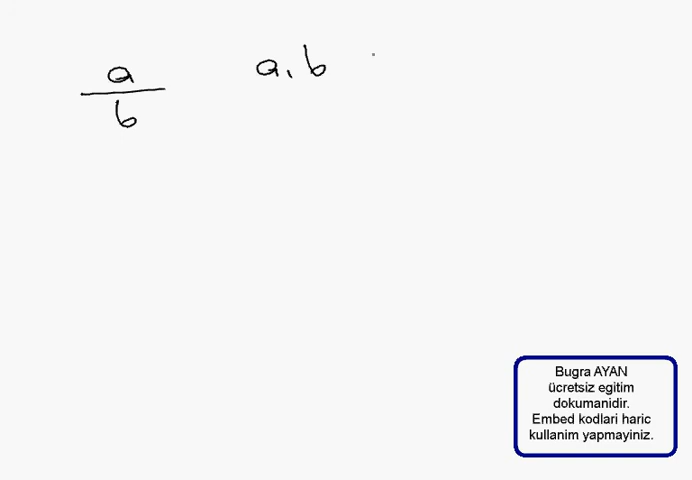 a
b
a, b
Bugra AYAN
ücretsiz egitim
dokumanidir.
Embed kodlari haric
kullanim yapmayiniz.